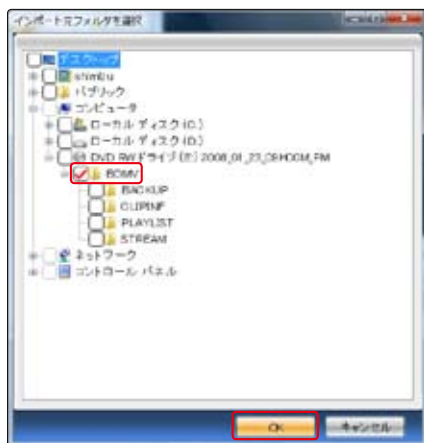 インポート元フォルダを選択
デスクトップ
shimbu
パブリック
コンピュータ
ローカル ディスク (C:)
ローカル ディスク (D:)
DVD RW ドライブ (E:)
BDMV
BACKUP
CLIPINF
PLAYLIST
STREAM
ネットワーク
コントロール パネル
OK
キャンセル